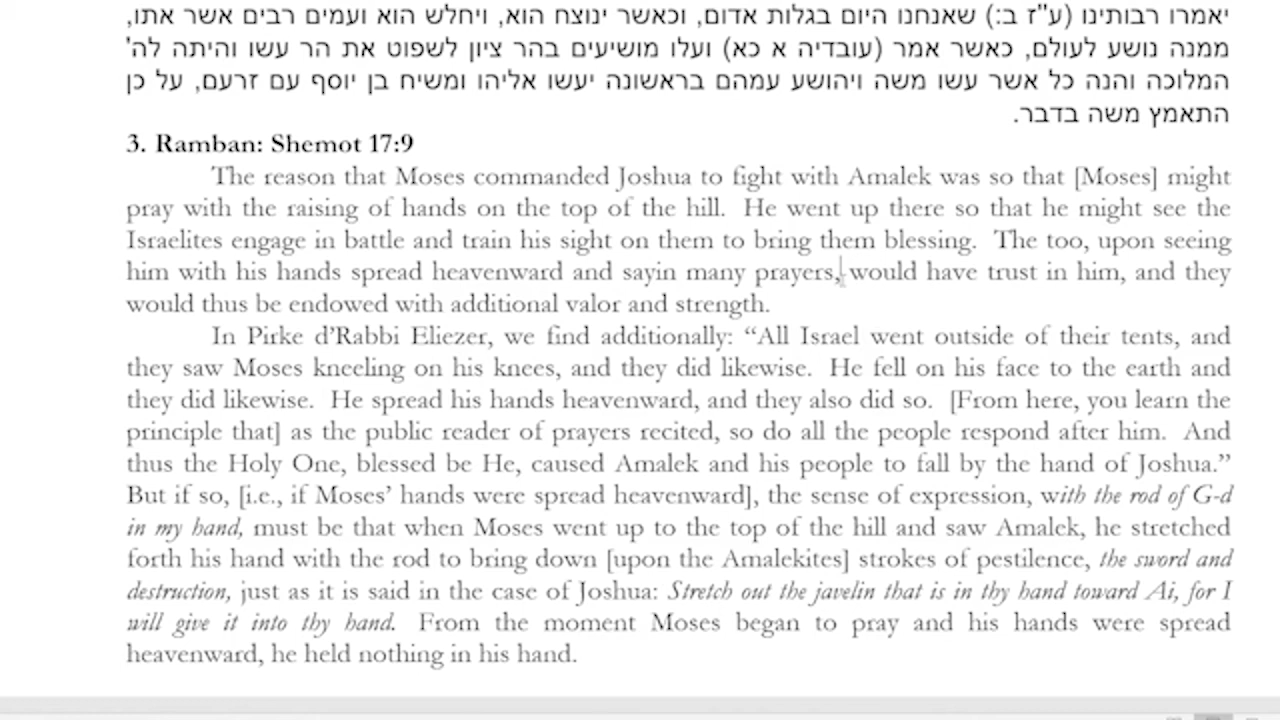 יאמרו רבותינו (ע"ז ב:) שאנחנו היום בגלות אדום, וכאשר ינוצח הוא, ויחלש הוא ועמים רבים אשר אתו,
ממנה נושע לעולם, כאשר אמר (עובדיה א כא) ועלו מושיעים בהר ציון לשפוט את הר עשו והיתה לה'
המלוכה והנה כל אשר עשו משה ויהושע עמהם בראשונה יעשו אליהו ומשיח בן יוסף עם זרעם, על כן
התאמץ משה בדבר.
3. Ramban: Shemot 17:9
The reason that Moses commanded Joshua to fight with Amalek was so that [Moses] might
pray with the raising of hands on the top of the hill. He went up there so that he might see the
Israelites engage in battle and train his sight on them to bring them blessing. The too, upon seeing
him with his hands spread heavenward and sayin many prayers, would have trust in him, and they
would thus be endowed with additional valor and strength.
In Pirke d’Rabbi Eliezer, we find additionally: “All Israel went outside of their tents, and
they saw Moses kneeling on his knees, and they did likewise. He fell on his face to the earth and
they did likewise. He spread his hands heavenward, and they also did so. [From here, you learn the
principle that] as the public reader of prayers recited, so do all the people respond after him. And
thus the Holy One, blessed be He, caused Amalek and his people to fall by the hand of Joshua.”
But if so, [i.e., if Moses’ hands were spread heavenward], the sense of expression, with the rod of G-d
in my hand, must be that when Moses went up to the top of the hill and saw Amalek, he stretched
forth his hand with the rod to bring down [upon the Amalekites] strokes of pestilence, the sword and
destruction, just as it is said in the case of Joshua: Stretch out the javelin that is in thy hand toward Ai, for I
will give it into thy hand. From the moment Moses began to pray and his hands were spread
heavenward, he held nothing in his hand.